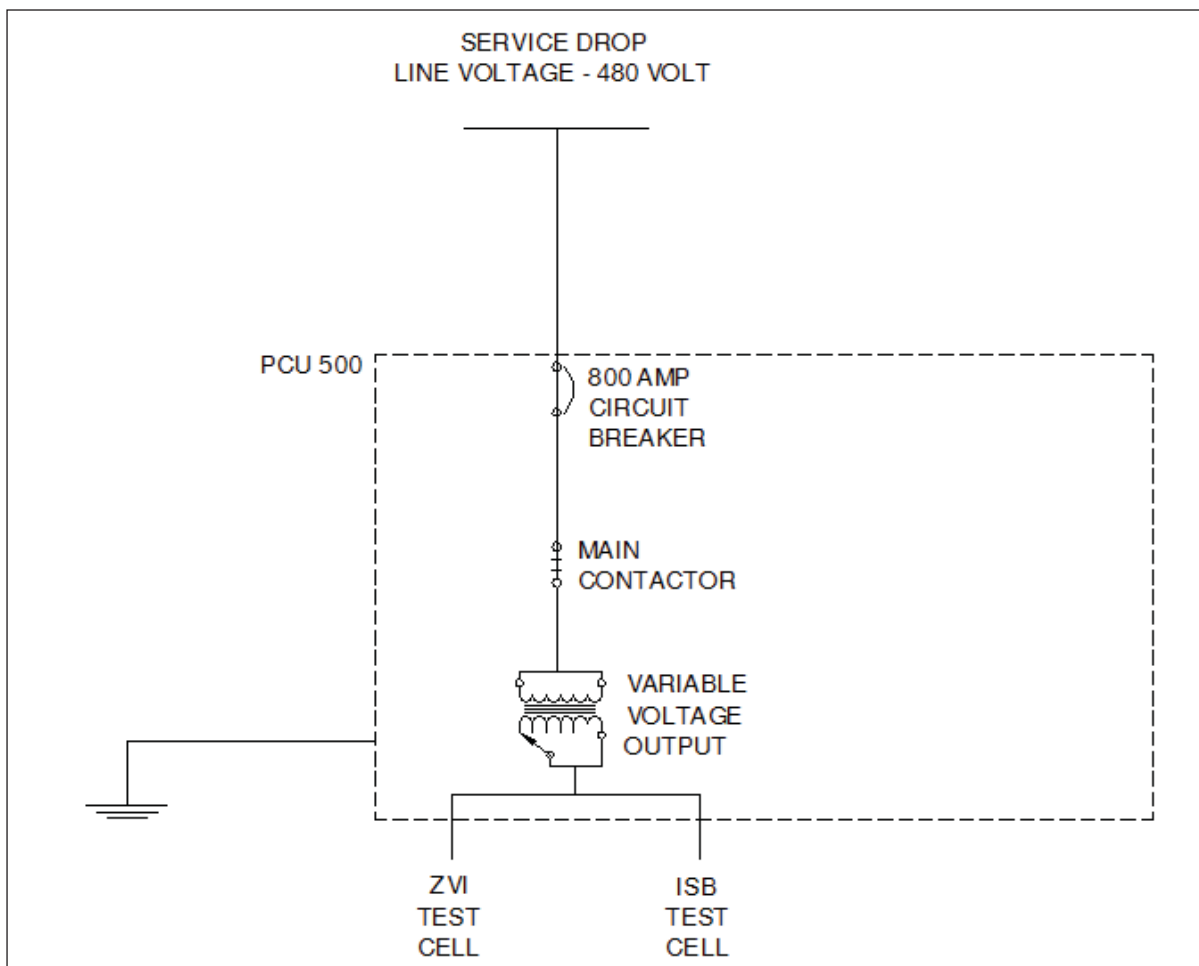 SERVICE DROP
LINE VOLTAGE - 480 VOLT
PCU 500
800 AMP
CIRCUIT
BREAKER
MAIN
CONTACTOR
VARIABLE
VOLTAGE
OUTPUT
ZVI
TEST
CELL
ISB
TEST
CELL